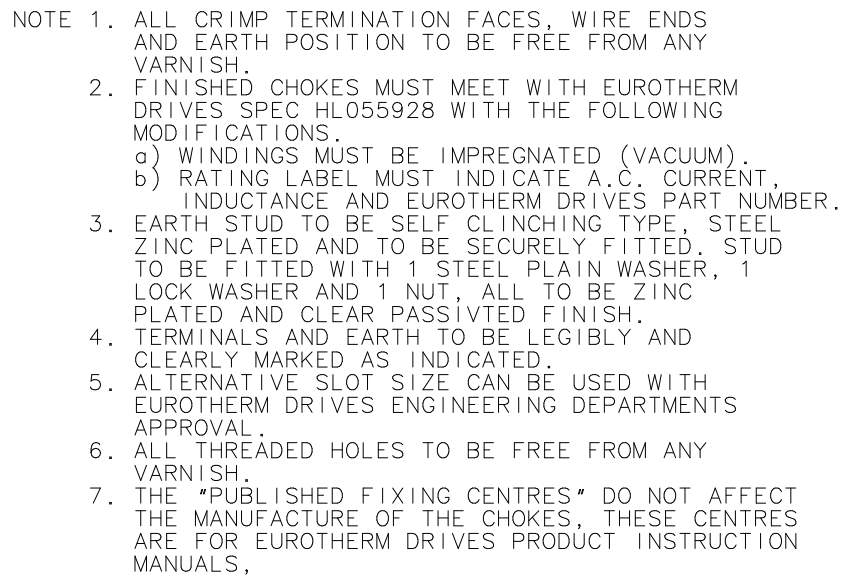 NOTE 1. ALL CRIMP TERMINATION FACES, WIRE ENDS
AND EARTH POSITION TO BE FREE FROM ANY
VARNISH.
2. FINISHED CHOKES MUST MEET WITH EUROTHERM
DRIVES SPEC HL055928 WITH THE FOLLOWING
MODIFICATIONS.
a) WINDINGS MUST BE IMPREGNATED (VACUUM).
b) RATING LABEL MUST INDICATE A.C. CURRENT,
INDUCTANCE AND EUROTHERM DRIVES PART NUMBER.
3. EARTH STUD TO BE SELF CLINCHING TYPE, STEEL
ZINC PLATED AND TO BE SECURELY FITTED. STUD
TO BE FITTED WITH 1 STEEL PLAIN WASHER, 1
LOCK WASHER AND 1 NUT, ALL TO BE ZINC
PLATED AND CLEAR PASSIVTED FINISH.
4. TERMINALS AND EARTH TO BE LEGIBLY AND
CLEARLY MARKED AS INDICATED.
5. ALTERNATIVE SLOT SIZE CAN BE USED WITH
EUROTHERM DRIVES ENGINEERING DEPARTMENTS
APPROVAL.
6. ALL THREADED HOLES TO BE FREE FROM ANY
VARNISH.
7. THE "PUBLISHED FIXING CENTRES" DO NOT AFFECT
THE MANUFACTURE OF THE CHOKES, THESE CENTRES
ARE FOR EUROTHERM DRIVES PRODUCT INSTRUCTION
MANUALS,